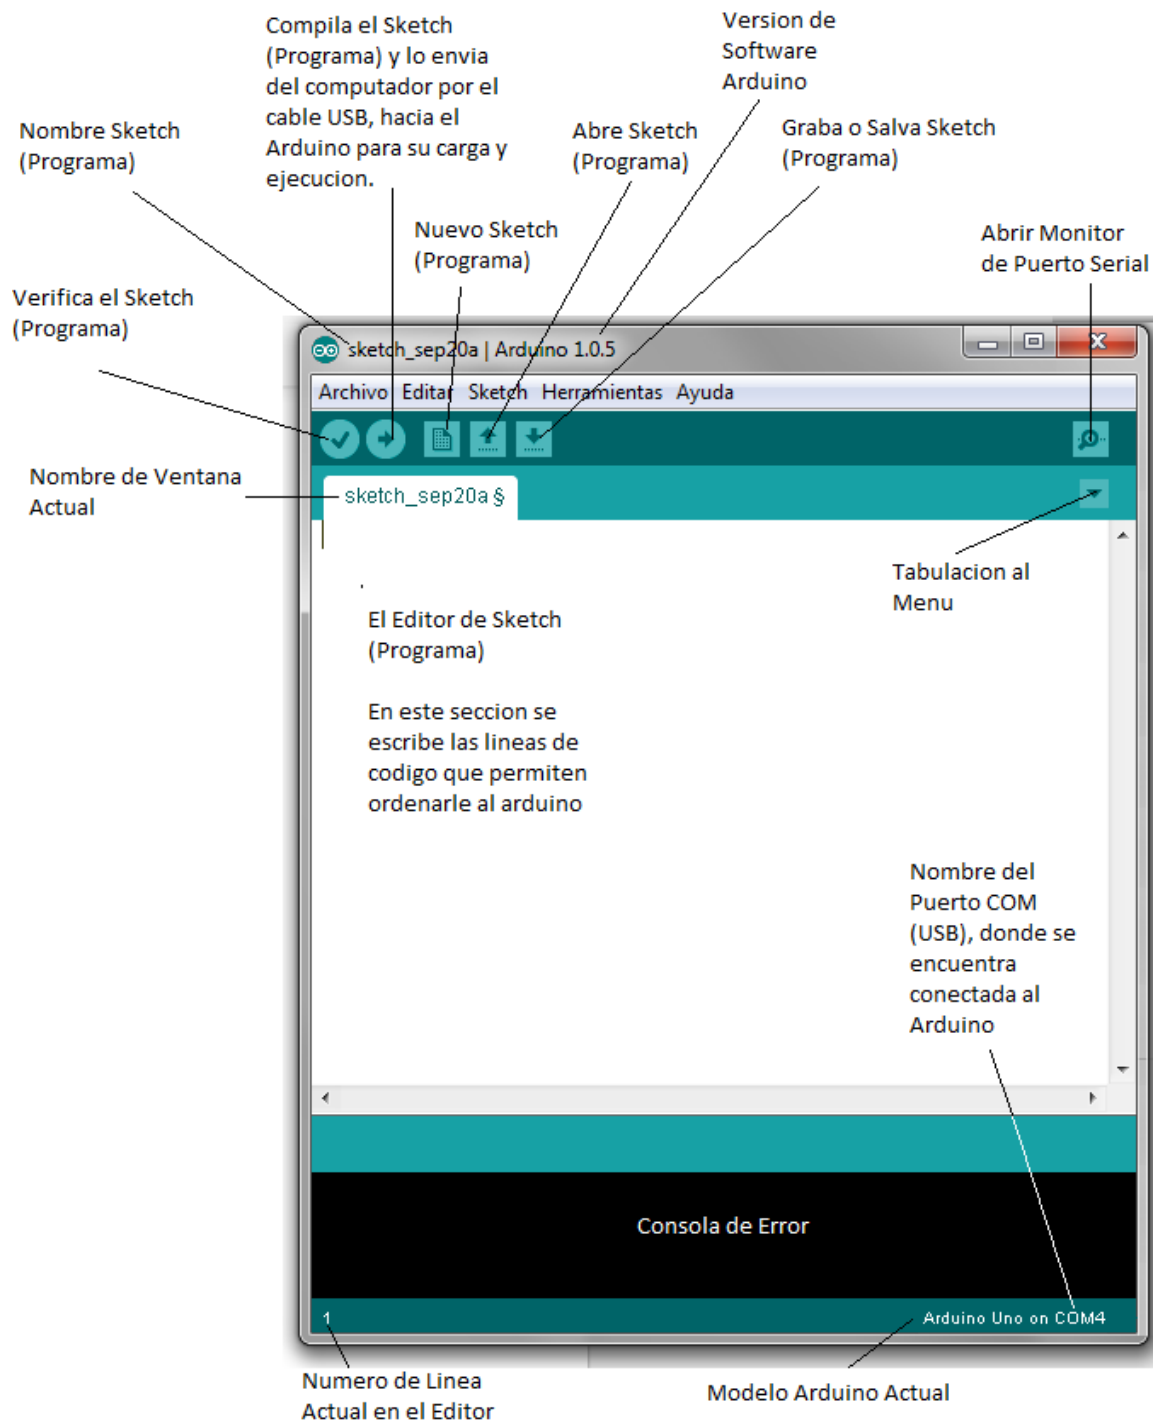 Compila el Sketch
(Programa) y lo envia
del computador por el
cable USB, hacia el
Arduino para su carga y
ejecucion.
Version de
Software
Arduino
Nombre Sketch
(Programa)
Abre Sketch
(Programa)
Graba o Salva Sketch
(Programa)
Nuevo Sketch
(Programa)
Abrir Monitor
de Puerto Serial
Verifica el Sketch
(Programa)
sketch_sep20a | Arduino 1.0.5
Archivo Editar Sketch Herramientas Ayuda
Nombre de Ventana
Actual
sketch_sep20a §
Tabulacion al
Menu
El Editor de Sketch
(Programa)
En este seccion se
escribe las lineas de
codigo que permiten
ordenarle al arduino
Nombre del
Puerto COM
(USB), donde se
encuentra
conectada al
Arduino
Consola de Error
1
Arduino Uno on COM4
Numero de Linea
Actual en el Editor
Modelo Arduino Actual